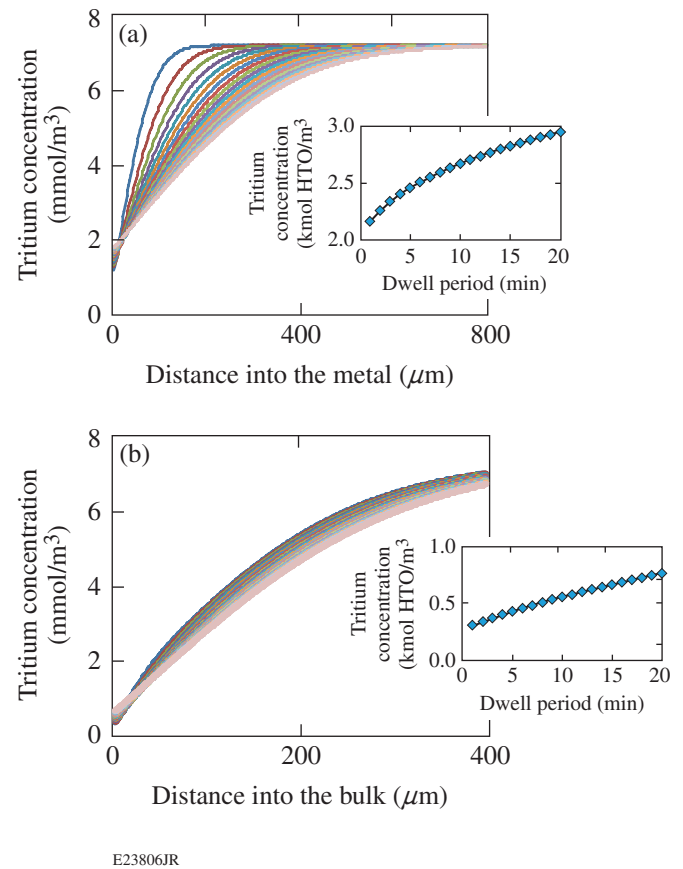 (a)
Tritium concentration
(mmol/m³)
8
6
4
2
0
0
400
800
Distance into the metal (μm)
Tritium
concentration
(kmol HTO/m³
3.0
2.5
2.0
0
5
10
15
20
Dwell period (min)
(b)
Tritium concentration
(mmol/m³)
8
6
4
2
0
0
200
400
Distance into the bulk (μm)
Tritium
concentration
(kmol HTO/m³
1.0
0.5
0.0
0
5
10
15
20
Dwell period (min)
E23806JR